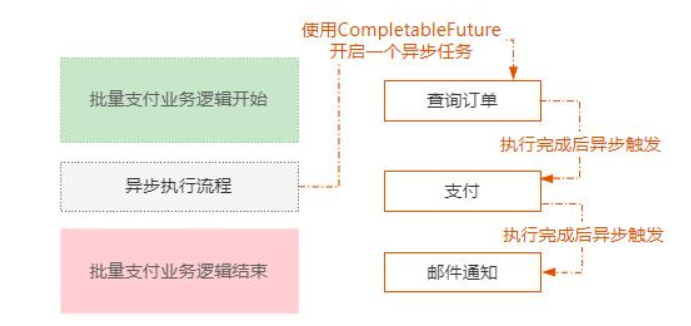 使用CompletableFuture
开启一个异步任务
批量支付业务逻辑开始
查询订单
执行完成后异步触发
异步执行流程
支付
执行完成后异步触发
批量支付业务逻辑结束
邮件通知